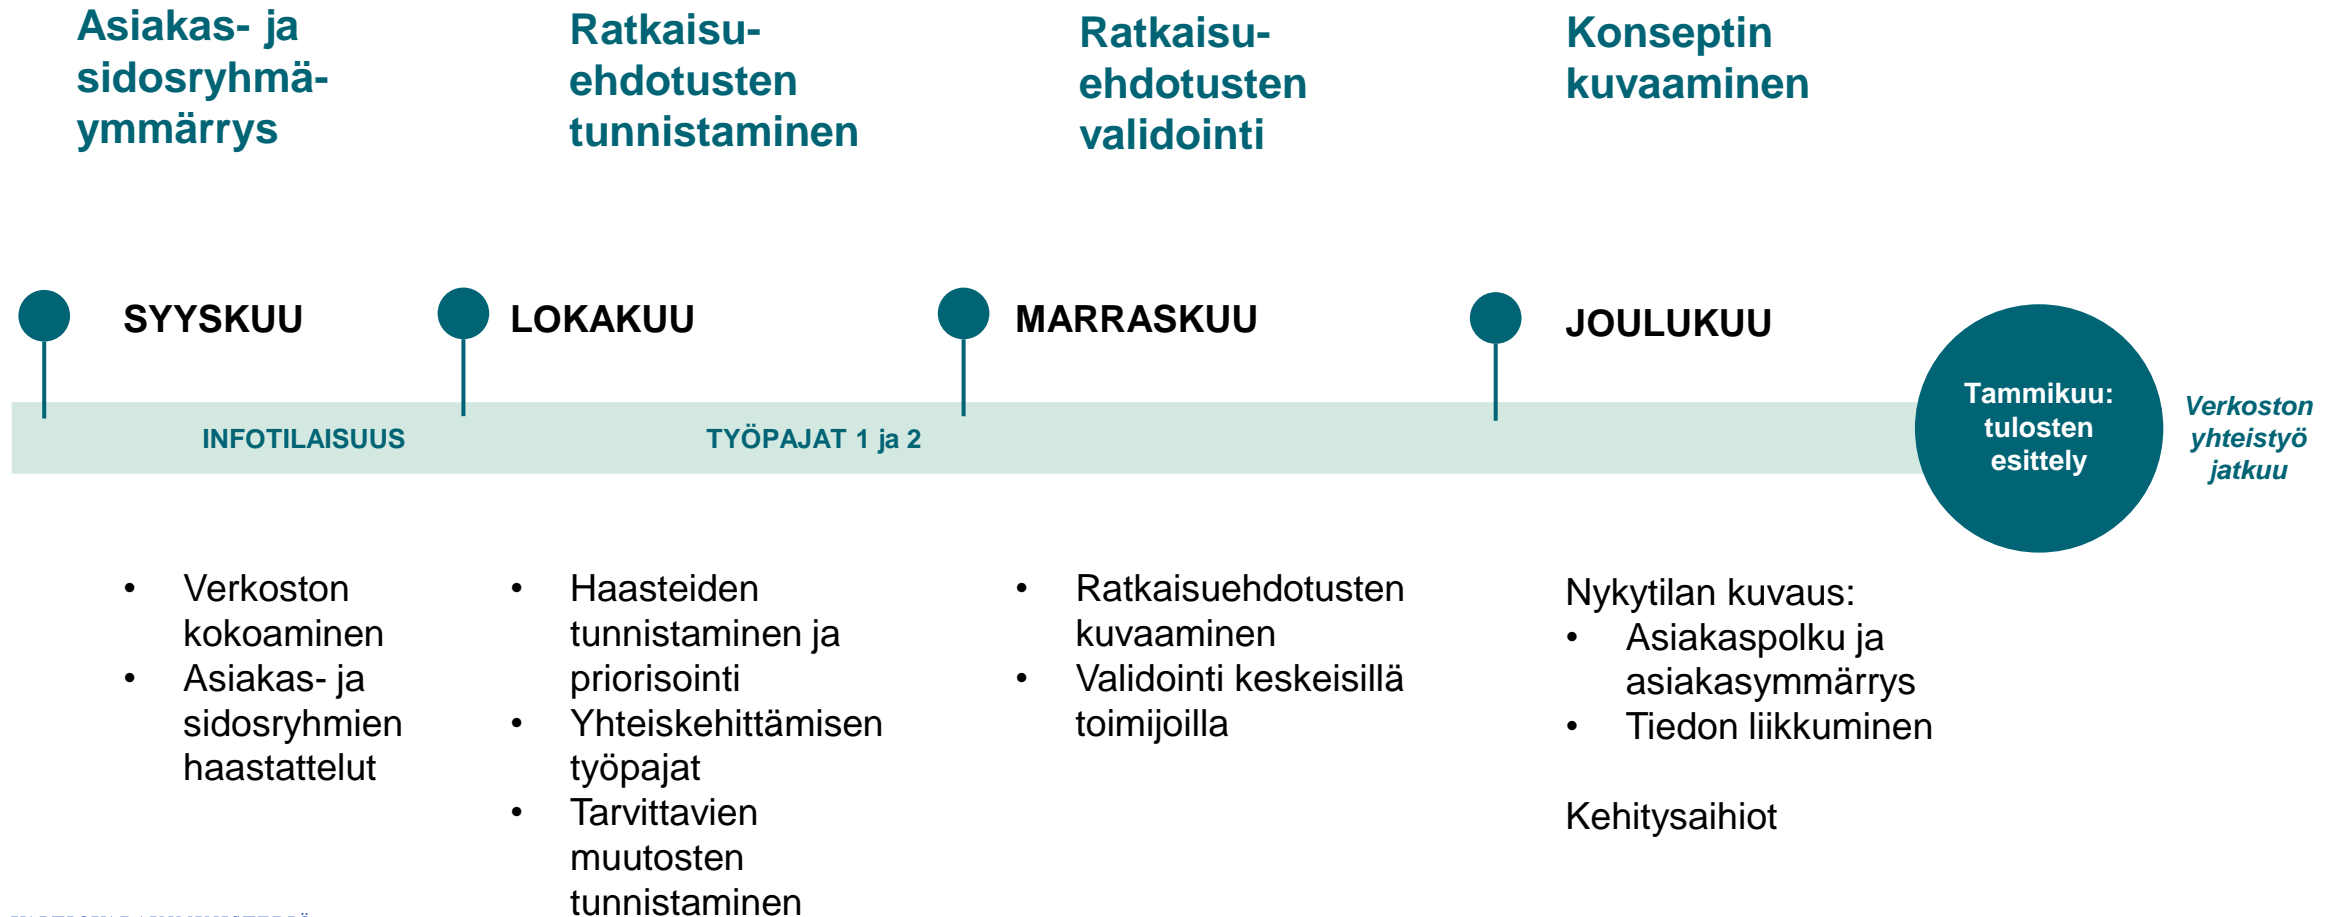 Asiakas- ja
sidosryhmä-
ymmärrys
Ratkaisu-
ehdotusten
tunnistaminen
Ratkaisu-
ehdotusten
validointi
Konseptin
kuvaaminen
SYYSKUU
LOKAKUU
MARRASKUU
JOULUKUU
INFOTILAISUUS
TYÖPAJAT 1 ja 2
Tammikuu:
tulosten
esittely
Verkoston
yhteistyö
jatkuu
• Verkoston
kokoaminen
• Asiakas- ja
sidosryhmien
haastattelut
• Haasteiden
tunnistaminen ja
priorisointi
• Yhteiskehittämisen
työpajat
• Tarvittavien
muutosten
tunnistaminen
• Ratkaisuehdotusten
kuvaaminen
• Validointi keskeisillä
toimijoilla
Nykytilan kuvaus:
• Asiakaspolku ja
asiakasymmärrys
• Tiedon liikkuminen
Kehitysaihiot